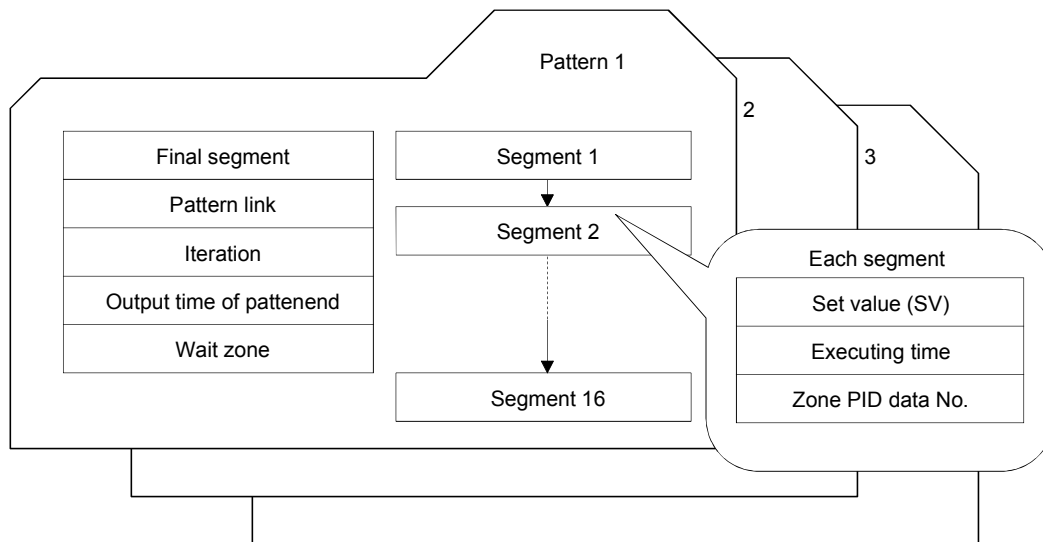 Pattern 1
2
3
Final segment
Pattern link
Iteration
Output time of pattenend
Wait zone
Segment 1
Segment 2
Segment 16
Each segment
Set value (SV)
Executing time
Zone PID data No.